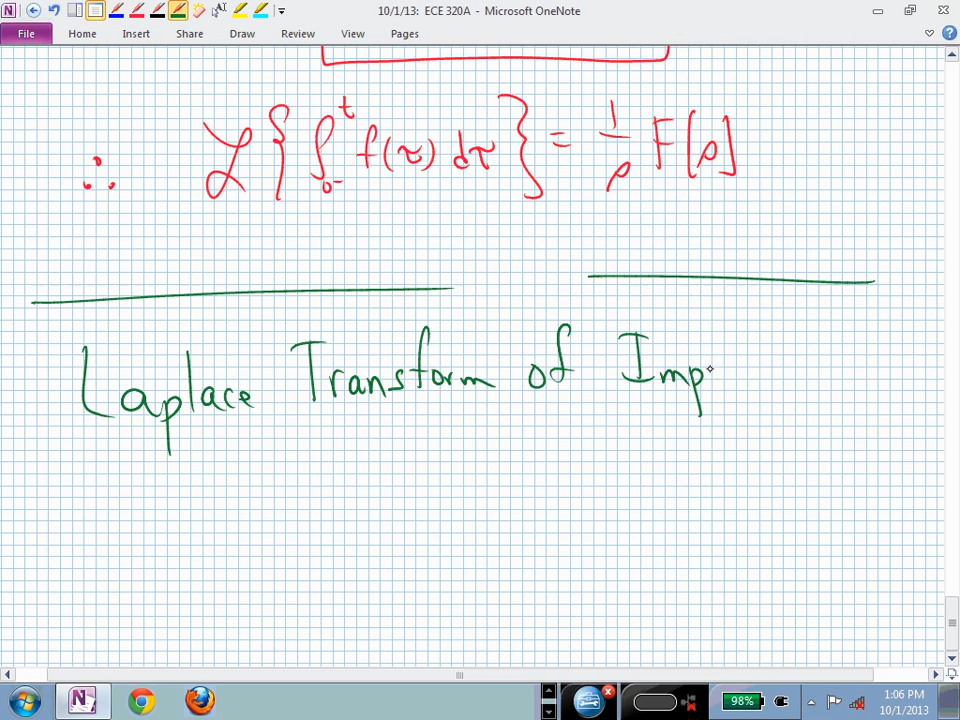 10/1/13: ECE 320A - Microsoft OneNote
File Home Insert Share Draw Review View Pages
∴ ℒ{∫₀⁻ᵗ f(τ) dτ} = 1/s F[s]
Laplace Transform of Imp
98%
1:06 PM
10/1/2013